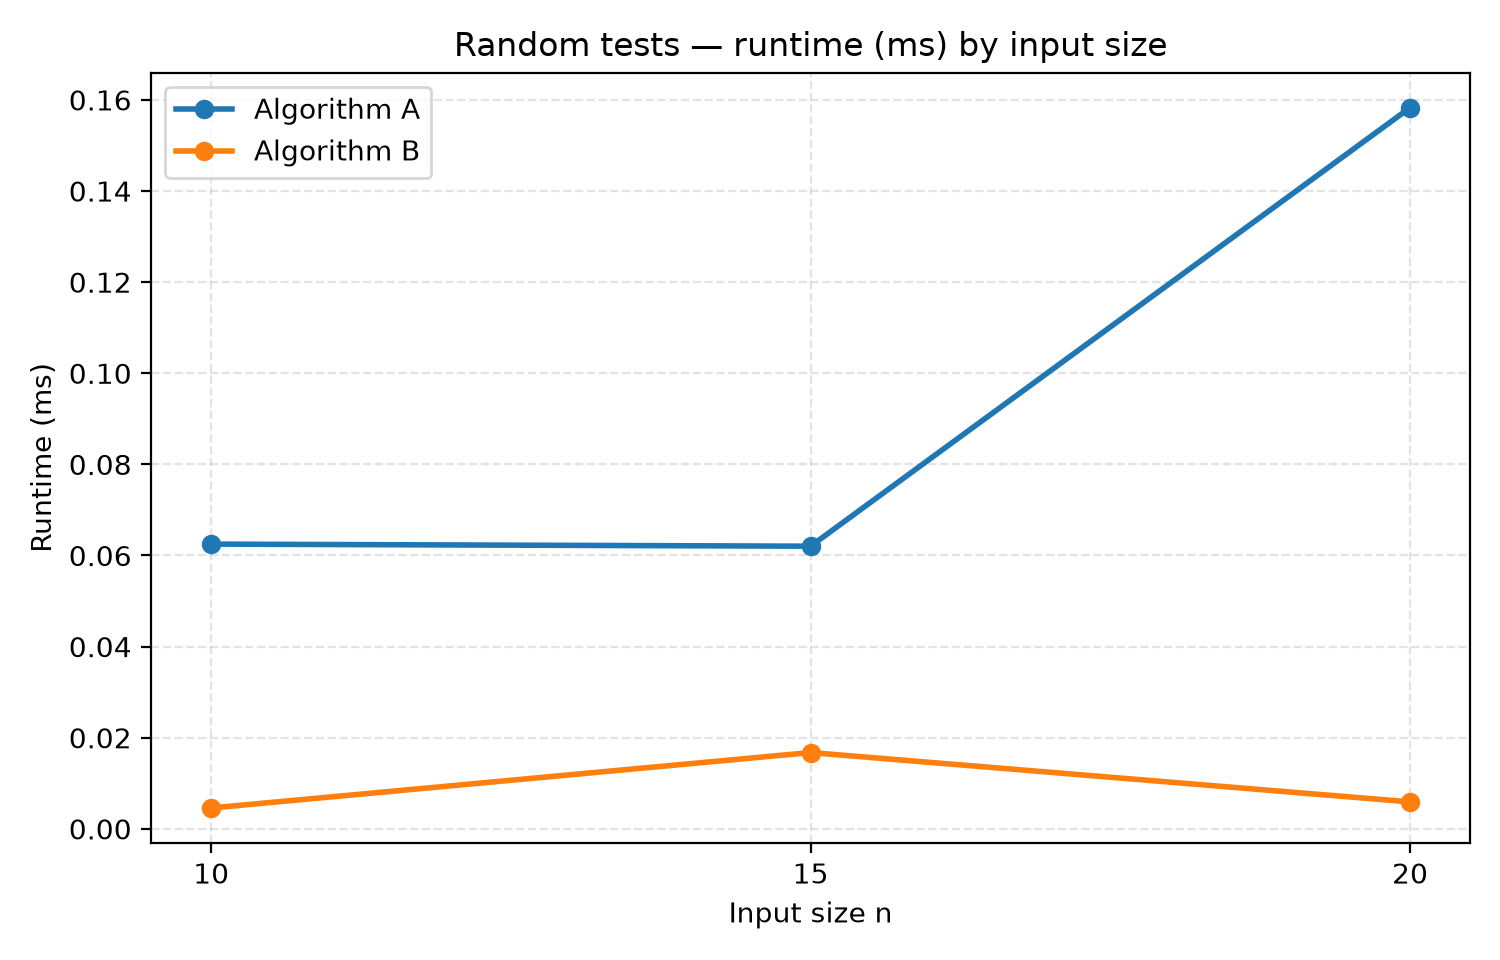 Random tests — runtime (ms) by input size
Algorithm A
Algorithm B
Runtime (ms)
0.16
0.14
0.12
0.10
0.08
0.06
0.04
0.02
0.00
10 15 20
Input size n